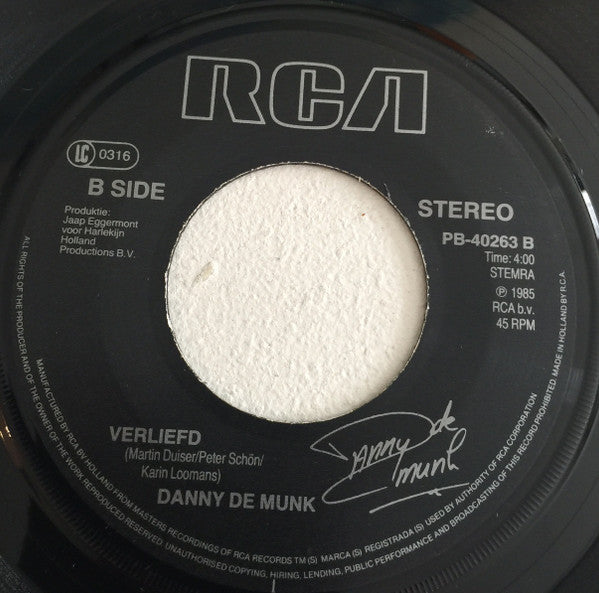 RCA
LC 0316
B SIDE
Produktie:
Jaap Eggermont
voor Harlekijn
Holland
Productions B.V.
STEREO
PB-40263 B
Time: 4:00
STEMRA
℗ 1985
RCA b.v.
45 RPM
VERLIEFD
(Martin Duiser/Peter Schön/
Karin Loomans)
DANNY DE MUNK
Danny de
munk
ALL RIGHTS OF THE PRODUCER AND OF THE OWNER OF THE WORK REPRODUCED RESERVED. UNAUTHORISED COPYING, HIRING, LENDING, PUBLIC PERFORMANCE AND BROADCASTING OF THIS RECORD PROHIBITED. MADE IN HOLLAND BY R.C.A.
MANUFACTURED BY RCA BV HOLLAND FROM MASTERS RECORDINGS OF RCA RECORDS TM (S) MARCA (S) REGISTRADA (S) USED BY AUTHORITY OF RCA CORPORATION